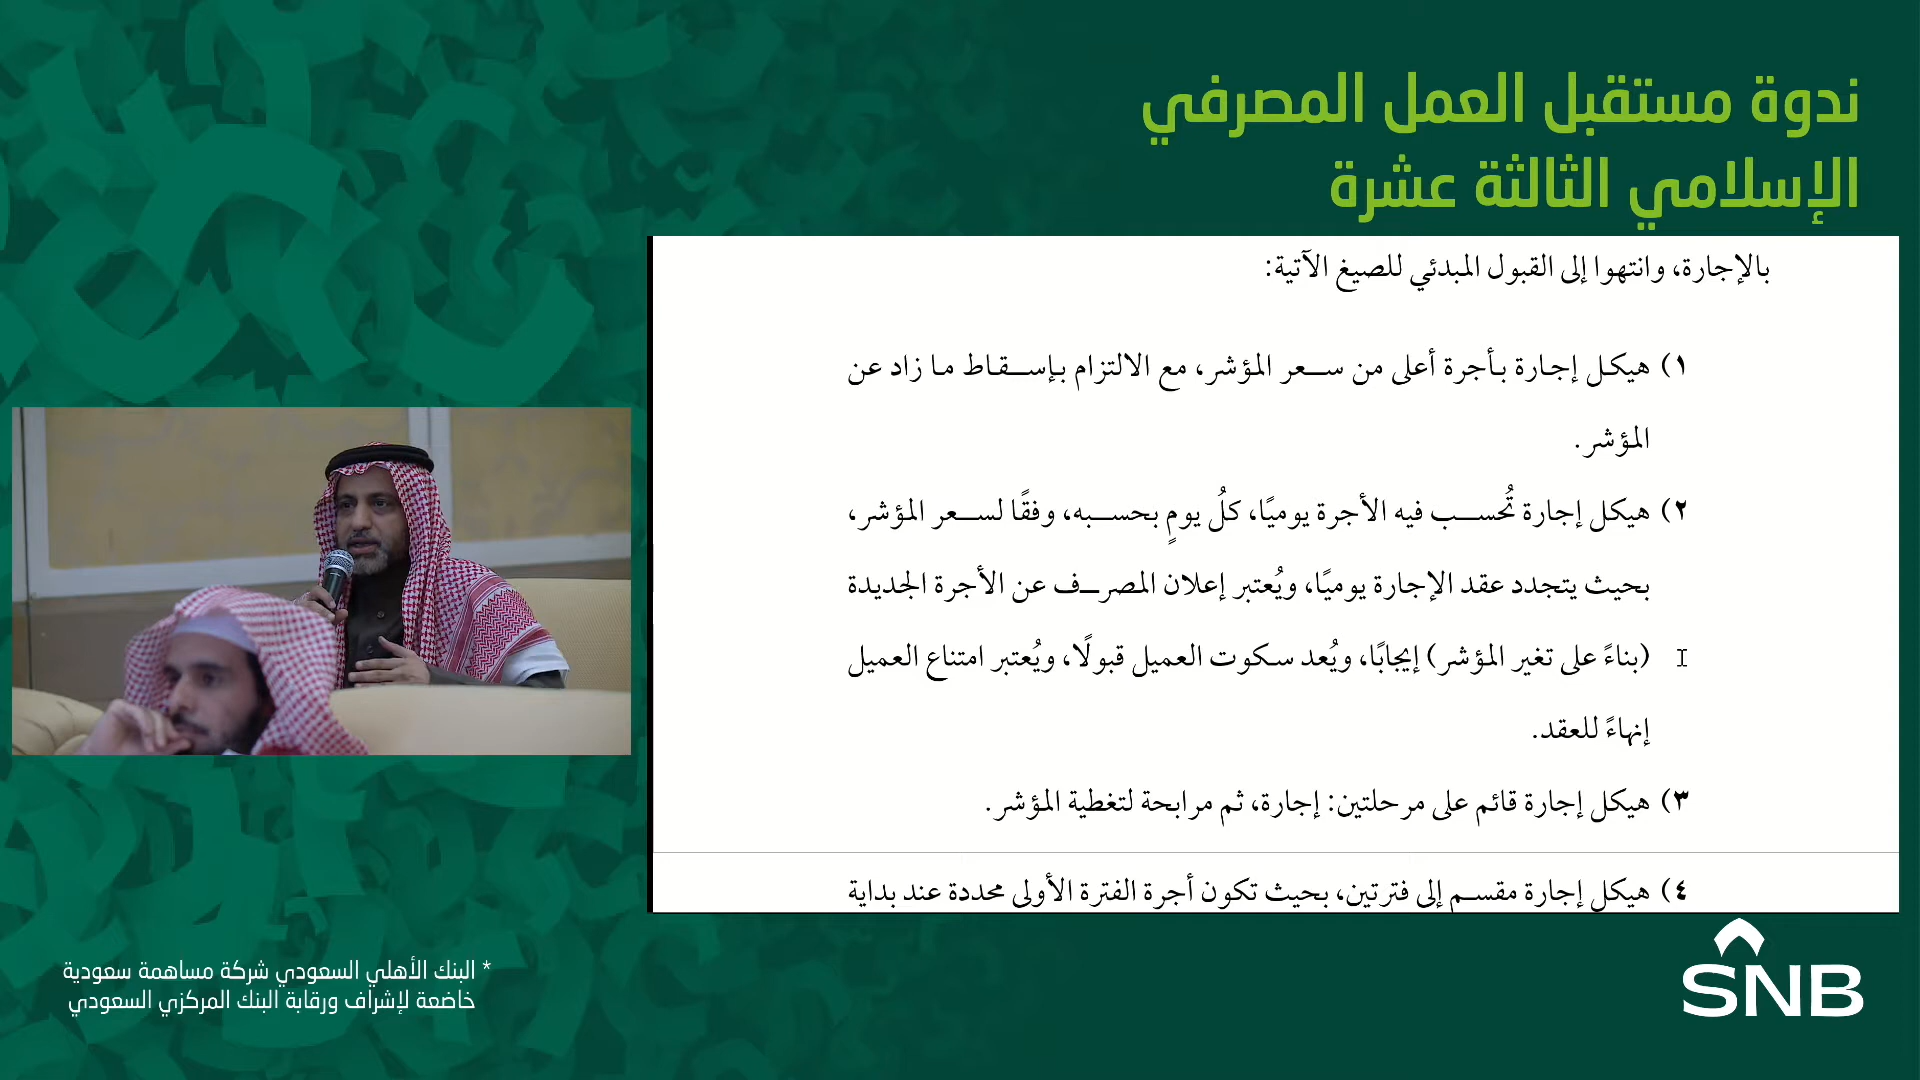 ندوة مستقبل العمل المصرفي
الإسلامي الثالثة عشرة
بالإجارة، وانتهوا إلى القبول المبدئي للصيغ الآتية:
١) هيكل إجارة بأجرة أعلى من سعر المؤشر، مع الالتزام بإسقاط ما زاد عن
المؤشر.
٢) هيكل إجارة تُحسب فيه الأجرة يوميًا، كلُ يومٍ بحسبه، وفقًا لسعر المؤشر،
بحيث يتجدد عقد الإجارة يوميًا، ويُعتبر إعلان المصرف عن الأجرة الجديدة
(بناءً على تغير المؤشر) إيجابًا، ويُعد سكوت العميل قبولًا، ويُعتبر امتناع العميل
إنهاءً للعقد.
٣) هيكل إجارة قائم على مرحلتين: إجارة، ثم مرابحة لتغطية المؤشر.
٤) هيكل إجارة مقسم إلى فترتين، بحيث تكون أجرة الفترة الأولى محددة عند بداية
* البنك الأهلي السعودي شركة مساهمة سعودية
خاضعة لإشراف ورقابة البنك المركزي السعودي
SNB